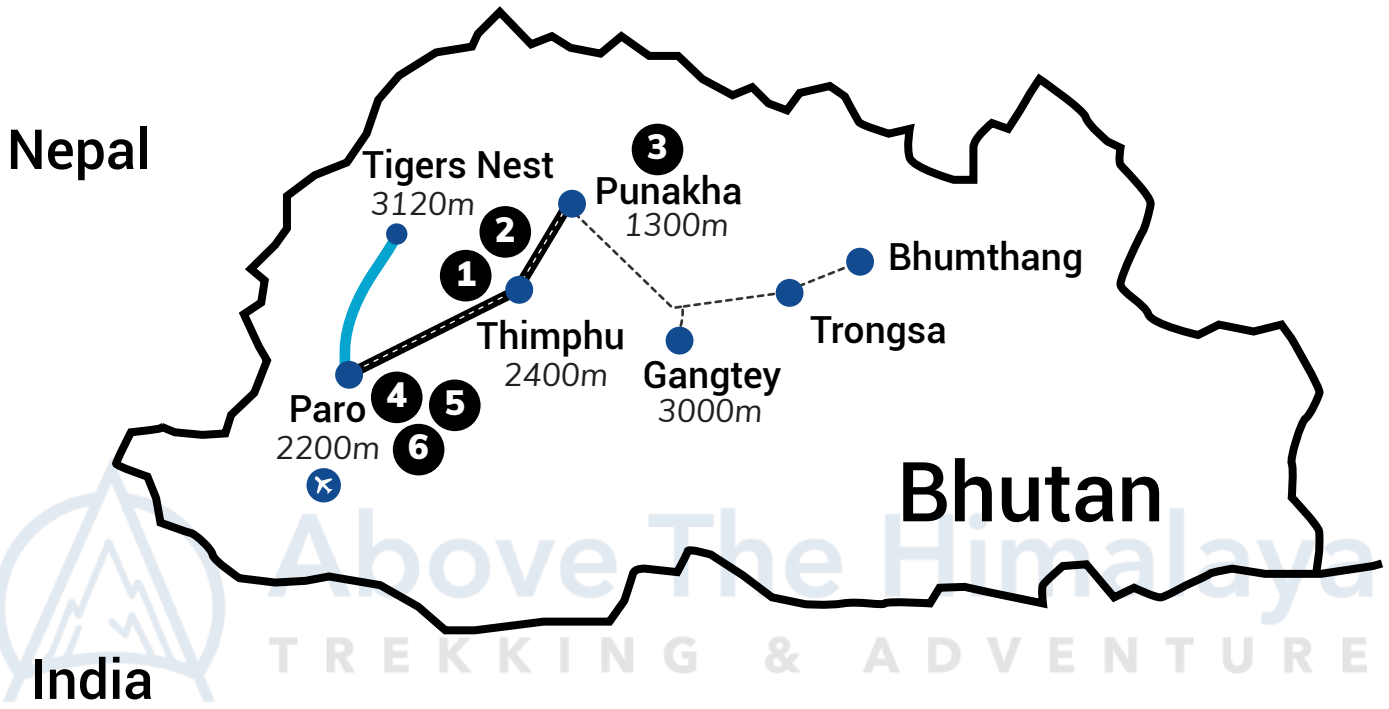 Nepal
Tigers Nest
3120m
3
Punakha
1300m
2
1
Bhumthang
Thimphu
2400m
Trongsa
Gangtey
3000m
Paro
2200m
4
5
6
Bhutan
Above The Himalaya
TREKKING & ADVENTURE
India